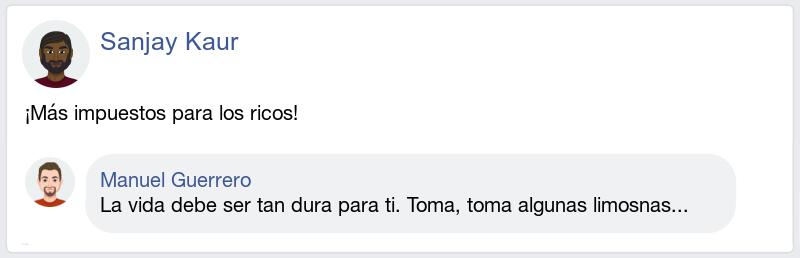 Sanjay Kaur
¡Más impuestos para los ricos!
Manuel Guerrero
La vida debe ser tan dura para ti. Toma, toma algunas limosnas...